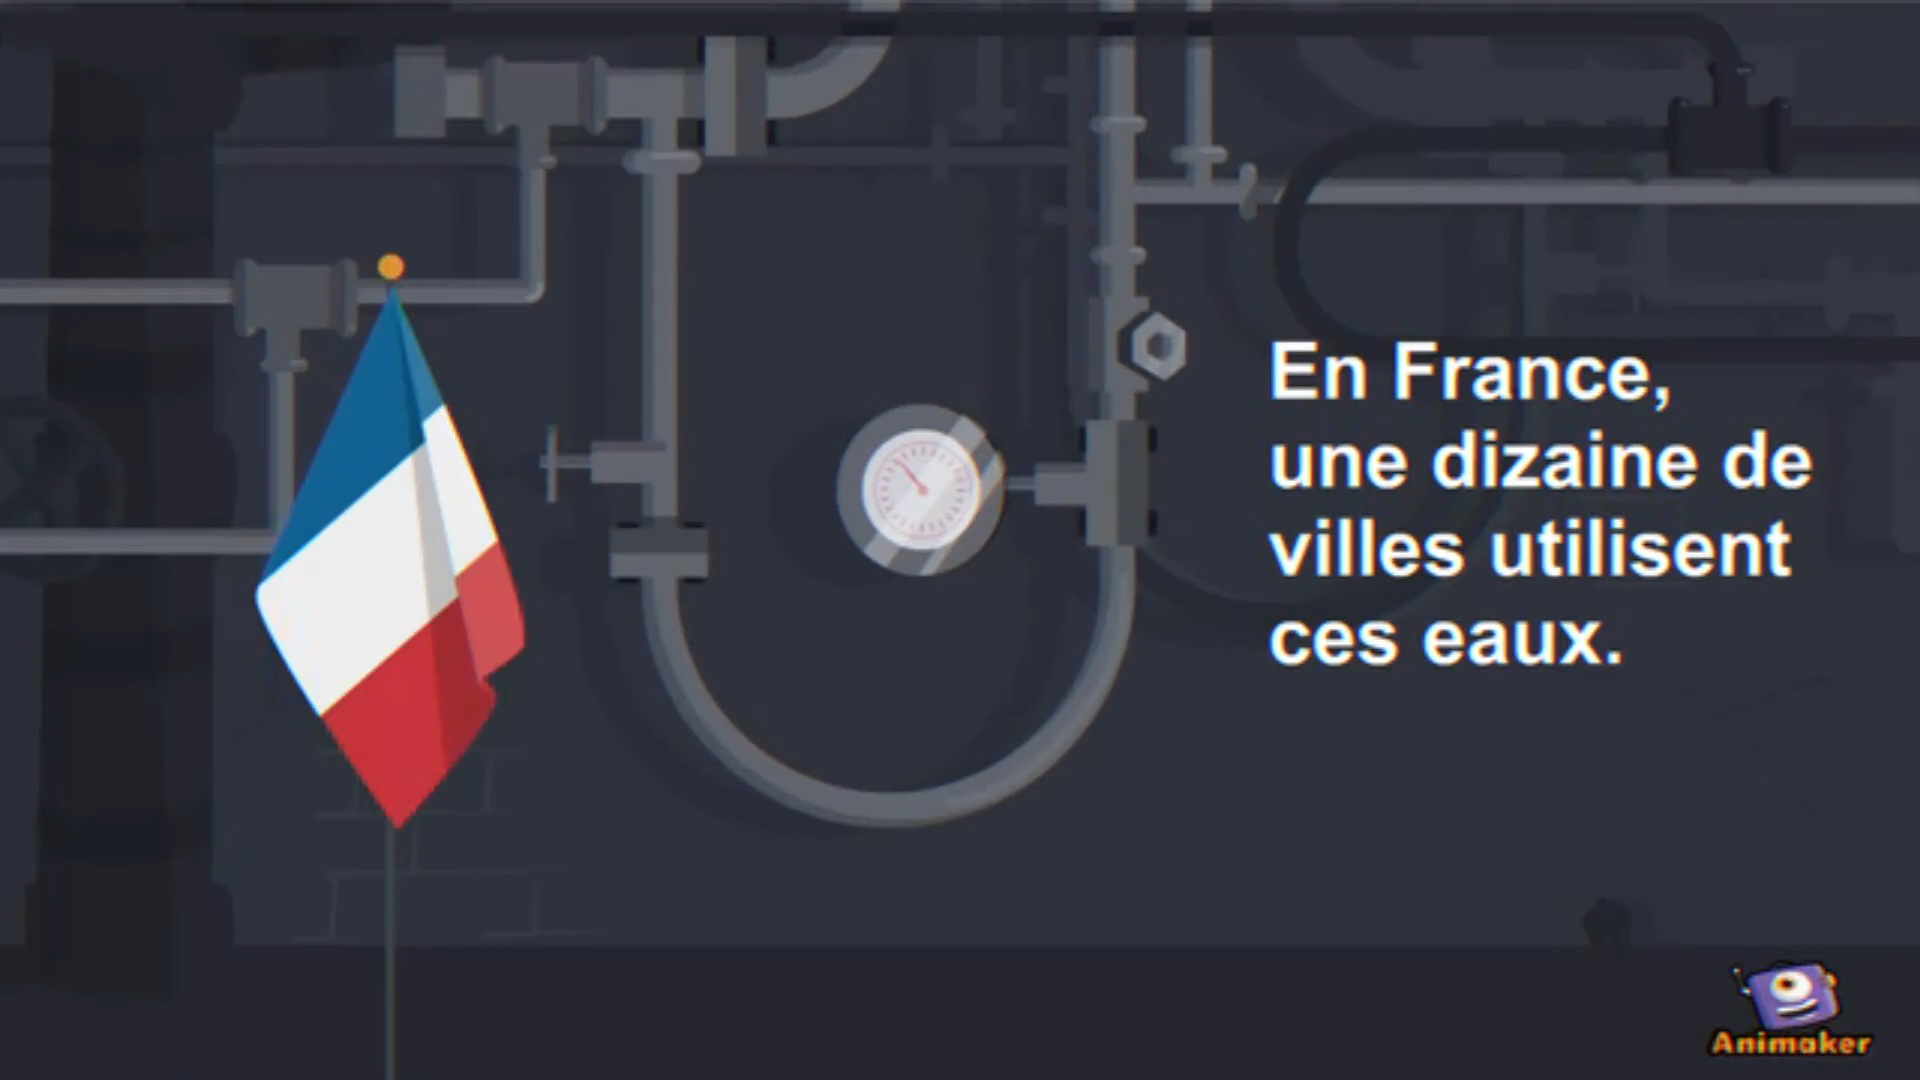 En France,
une dizaine de
villes utilisent
ces eaux.
Animaker